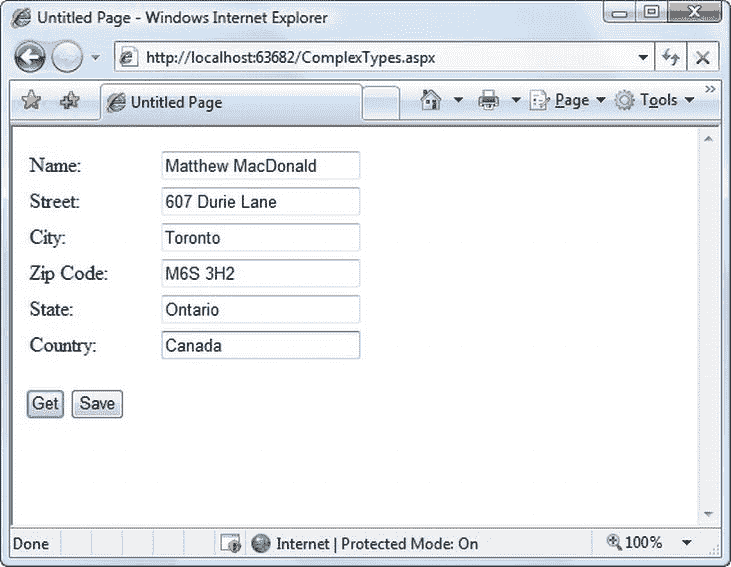 Untitled Page - Windows Internet Explorer
http://localhost:63682/ComplexTypes.aspx
Untitled Page
Page Tools »
Name: Matthew MacDonald
Street: 607 Durie Lane
City: Toronto
Zip Code: M6S 3H2
State: Ontario
Country: Canada
Get Save
Done Internet | Protected Mode: On 100%